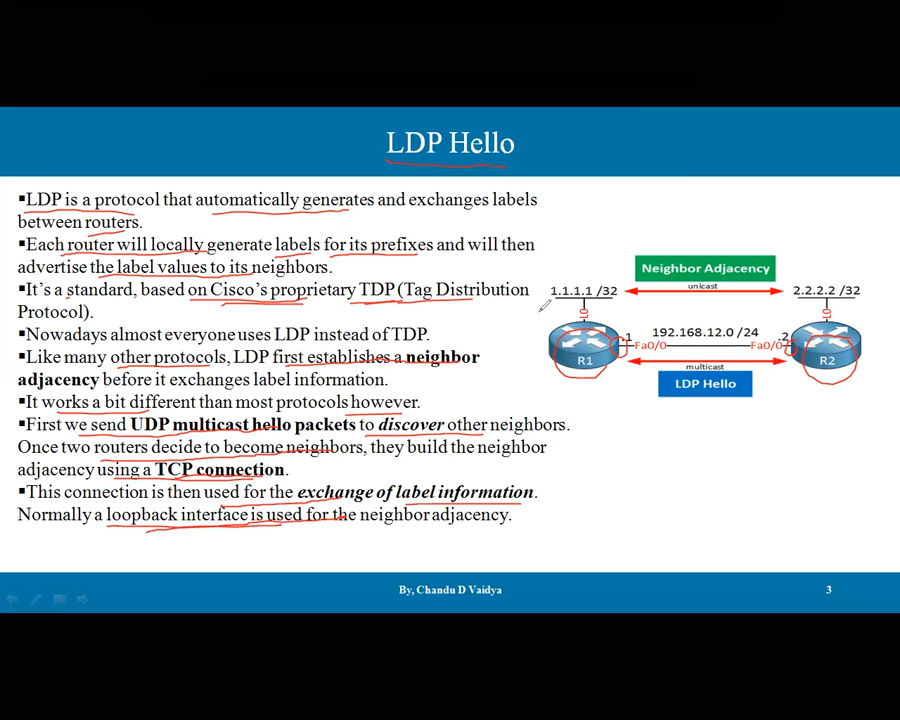 LDP Hello
▪LDP is a protocol that automatically generates and exchanges labels
between routers.
▪Each router will locally generate labels for its prefixes and will then
advertise the label values to its neighbors.
▪It's a standard, based on Cisco's proprietary TDP (Tag Distribution
Protocol).
▪Nowadays almost everyone uses LDP instead of TDP.
▪Like many other protocols, LDP first establishes a neighbor
adjacency before it exchanges label information.
▪It works a bit different than most protocols however.
▪First we send UDP multicast hello packets to discover other neighbors.
Once two routers decide to become neighbors, they build the neighbor
adjacency using a TCP connection.
▪This connection is then used for the exchange of label information.
Normally a loopback interface is used for the neighbor adjacency.
Neighbor Adjacency
unicast
1.1.1.1 /32
2.2.2.2 /32
L0
L0
192.168.12.0 /24
.1
.2
Fa0/0
Fa0/0
R1
R2
multicast
LDP Hello
By, Chandu D Vaidya
3